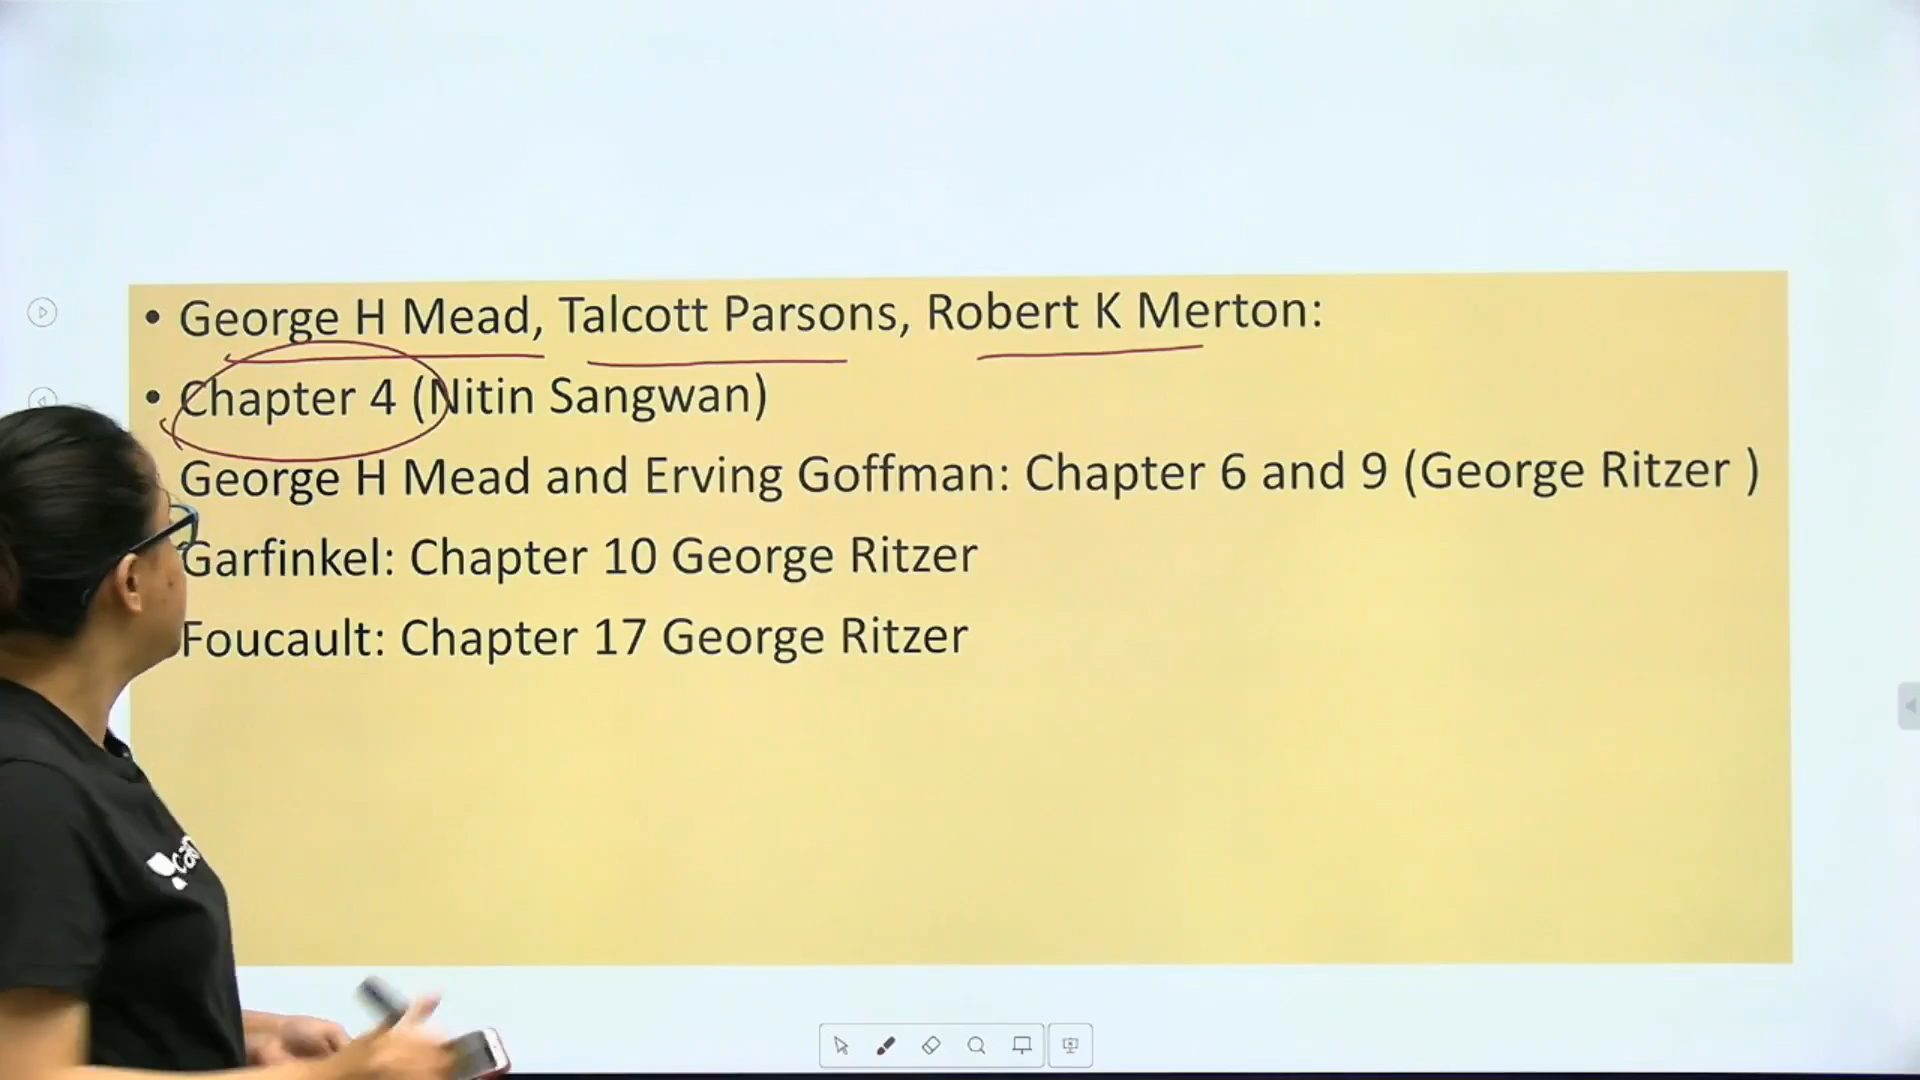 • George H Mead, Talcott Parsons, Robert K Merton:
• Chapter 4 (Nitin Sangwan)
George H Mead and Erving Goffman: Chapter 6 and 9 (George Ritzer )
Garfinkel: Chapter 10 George Ritzer
Foucault: Chapter 17 George Ritzer